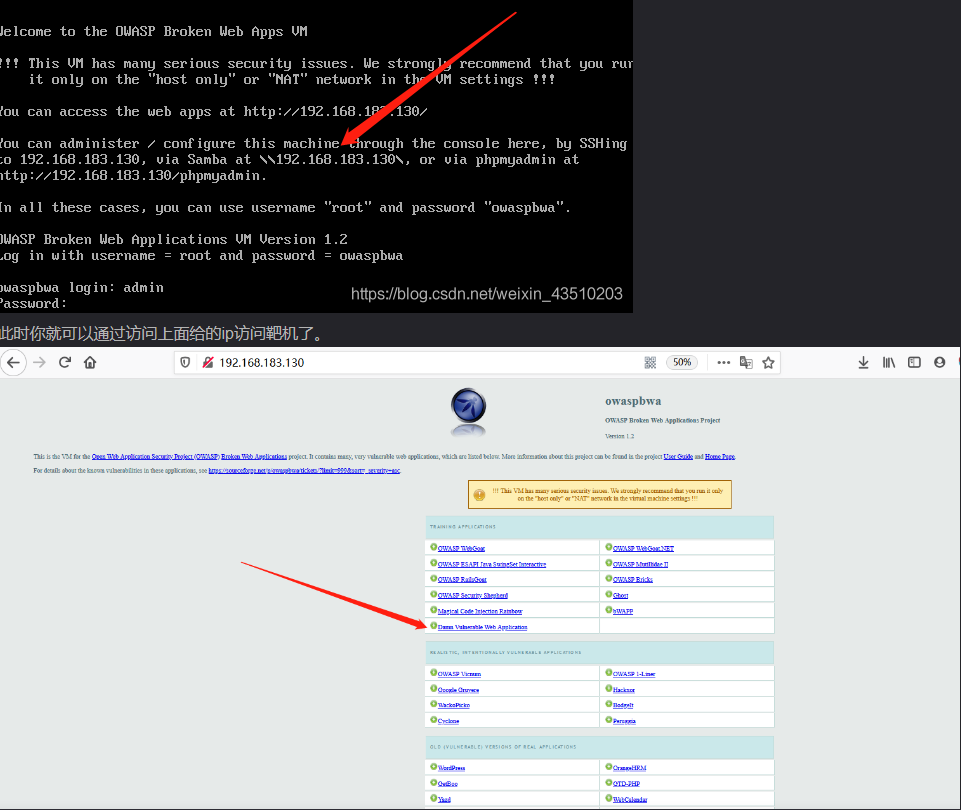 Welcome to the OWASP Broken Web Apps VM
!!! This VM has many serious security issues. We strongly recommend that you run
it only on the "host only" or "NAT" network in the VM settings !!!
You can access the web apps at http://192.168.183.130/
You can administer / configure this machine through the console here, by SSHing
to 192.168.183.130, via Samba at \\192.168.183.130\, or via phpmyadmin at
http://192.168.183.130/phpmyadmin.
In all these cases, you can use username "root" and password "owaspbwa".
OWASP Broken Web Applications VM Version 1.2
Log in with username = root and password = owaspbwa
owaspbwa login: admin
Password:
https://blog.csdn.net/weixin_43510203
此时你就可以通过访问上面给的ip访问靶机了。
192.168.183.130
50%
owaspbwa
OWASP Broken Web Applications Project
Version 1.2
This is the VM for the Open Web Application Security Project (OWASP) Broken Web Applications project. It contains many, very vulnerable web applications, which are listed below. More information about this project can be found in the project User Guide and Home Page.
For details about the known vulnerabilities in these applications, see https://sourceforge.net/p/owaspbwa/tickets/?limit=999&sort=_severity+asc.
!!! This VM has many serious security issues. We strongly recommend that you run it only
on the "host only" or "NAT" network in the virtual machine settings !!!
TRAINING APPLICATIONS
OWASP WebGoat
OWASP WebGoat.NET
OWASP ESAPI Java SwingSet Interactive
OWASP Mutillidae II
OWASP RailsGoat
OWASP Bricks
OWASP Security Shepherd
Ghost
Magical Code Injection Rainbow
bWAPP
Damn Vulnerable Web Application
REALISTIC, INTENTIONALLY VULNERABLE APPLICATIONS
OWASP Vicnum
OWASP 1-Liner
Google Gruyere
Hackxor
WackoPicko
BodgeIt
Cyclone
Peruggia
OLD (VULNERABLE) VERSIONS OF REAL APPLICATIONS
WordPress
OrangeHRM
GetBoo
GTD-PHP
Yazd
WebCalendar